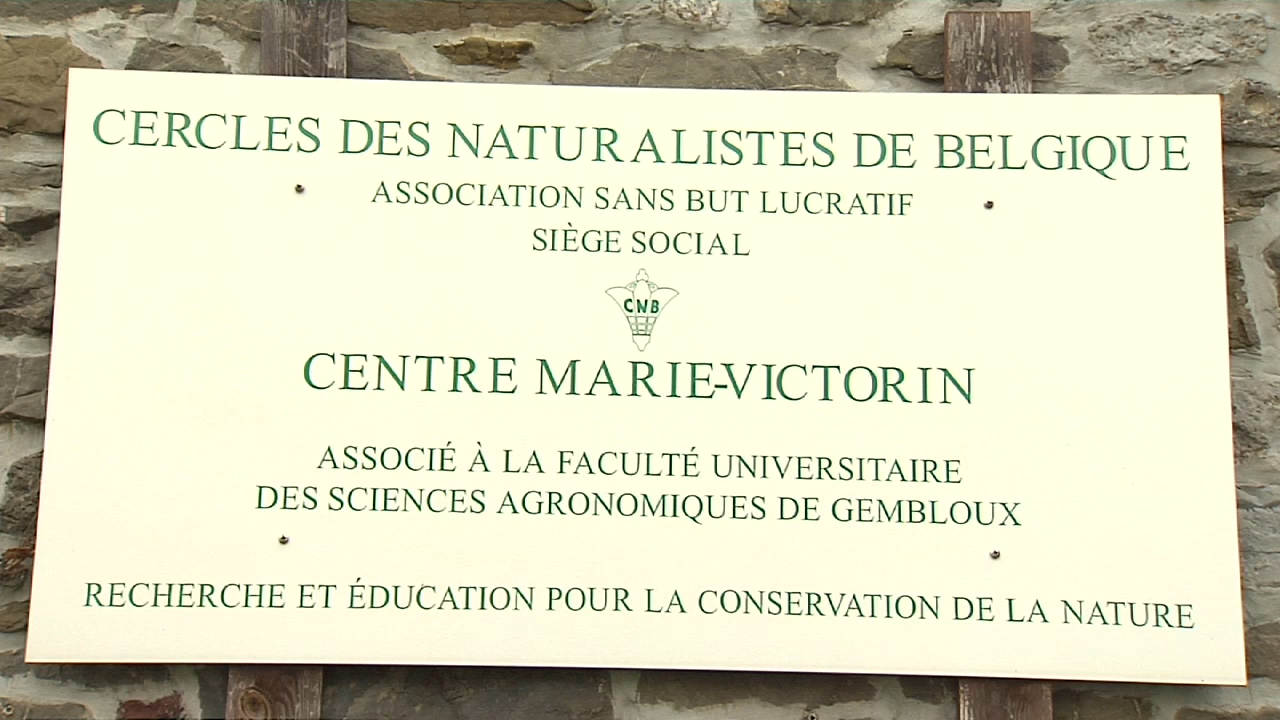 CERCLES DES NATURALISTES DE BELGIQUE
ASSOCIATION SANS BUT LUCRATIF
SIÈGE SOCIAL
CNB
CENTRE MARIE-VICTORIN
ASSOCIÉ À LA FACULTÉ UNIVERSITAIRE
DES SCIENCES AGRONOMIQUES DE GEMBLOUX
RECHERCHE ET ÉDUCATION POUR LA CONSERVATION DE LA NATURE